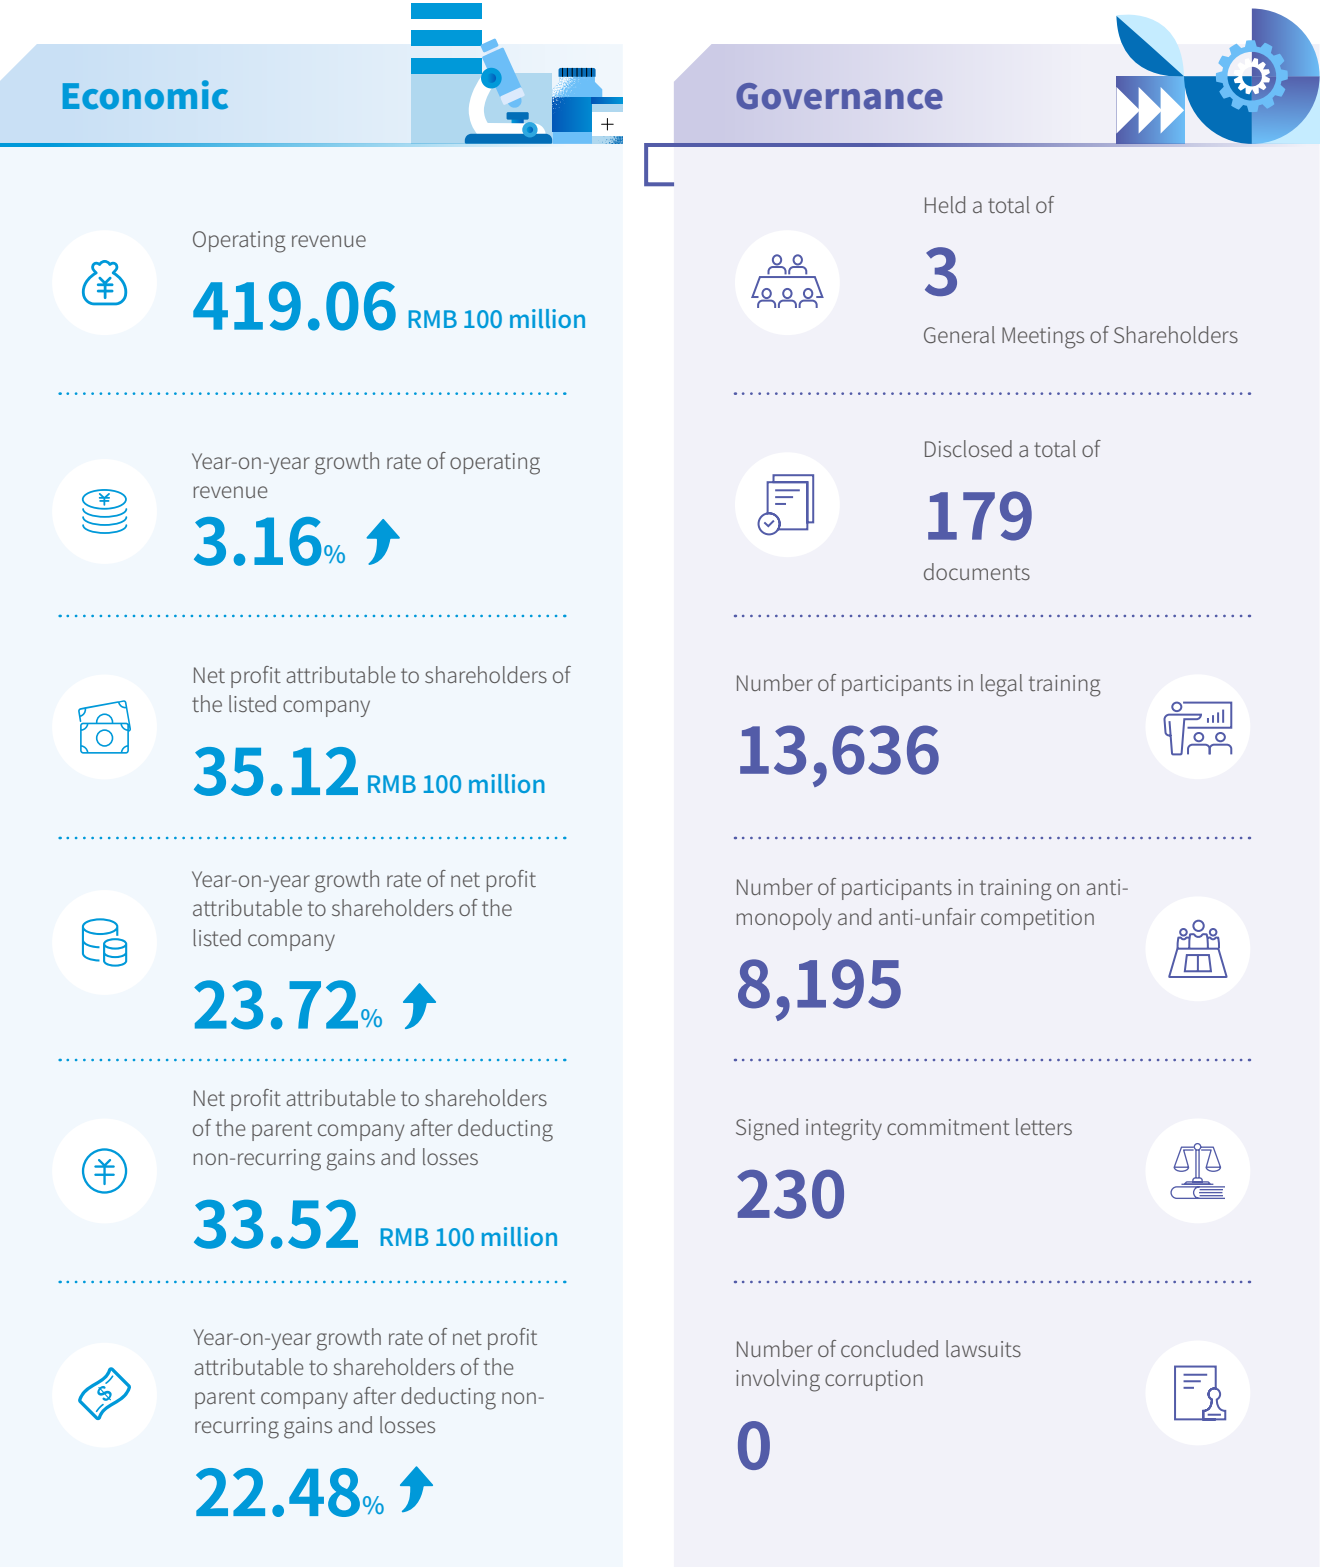 Economic
Operating revenue
419.06 RMB 100 million
Year-on-year growth rate of operating
revenue
3.16%
Net profit attributable to shareholders of
the listed company
35.12 RMB 100 million
Year-on-year growth rate of net profit
attributable to shareholders of the
listed company
23.72%
Net profit attributable to shareholders
of the parent company after deducting
non-recurring gains and losses
33.52 RMB 100 million
Year-on-year growth rate of net profit
attributable to shareholders of the
parent company after deducting non-
recurring gains and losses
22.48%
Governance
Held a total of
3
General Meetings of Shareholders
Disclosed a total of
179
documents
Number of participants in legal training
13,636
Number of participants in training on anti-
monopoly and anti-unfair competition
8,195
Signed integrity commitment letters
230
Number of concluded lawsuits
involving corruption
0